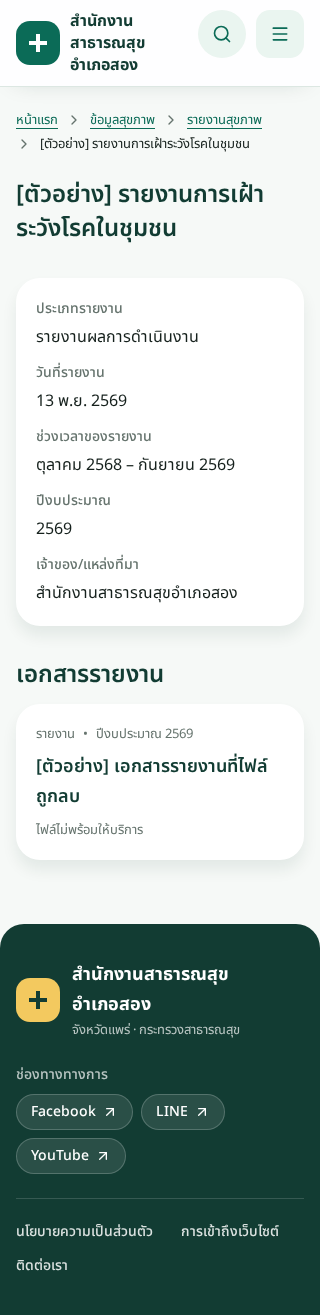 สำนักงาน
สาธารณสุข
อำเภอสอง
หน้าแรก
ข้อมูลสุขภาพ
รายงานสุขภาพ
[ตัวอย่าง] รายงานการเฝ้าระวังโรคในชุมชน
[ตัวอย่าง] รายงานการเฝ้า
ระวังโรคในชุมชน
ประเภทรายงาน
รายงานผลการดำเนินงาน
วันที่รายงาน
13 พ.ย. 2569
ช่วงเวลาของรายงาน
ตุลาคม 2568 – กันยายน 2569
ปีงบประมาณ
2569
เจ้าของ/แหล่งที่มา
สำนักงานสาธารณสุขอำเภอสอง
เอกสารรายงาน
รายงาน • ปีงบประมาณ 2569
[ตัวอย่าง] เอกสารรายงานที่ไฟล์
ถูกลบ
ไฟล์ไม่พร้อมให้บริการ
สำนักงานสาธารณสุข
อำเภอสอง
จังหวัดแพร่ · กระทรวงสาธารณสุข
ช่องทางทางการ
Facebook
LINE
YouTube
นโยบายความเป็นส่วนตัว
การเข้าถึงเว็บไซต์
ติดต่อเรา